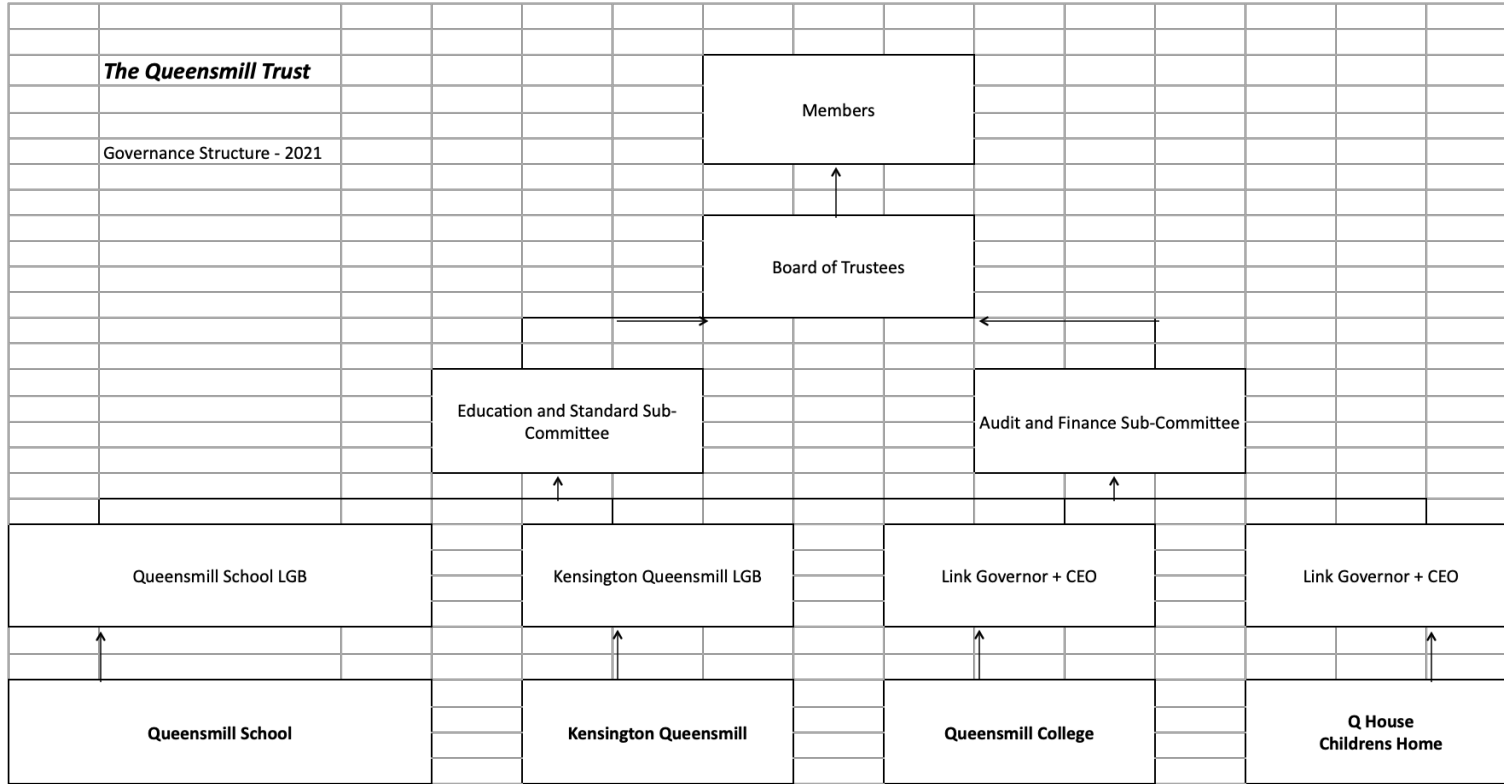 The Queensmill Trust
Members
Governance Structure - 2021
Board of Trustees
Education and Standard Sub-
Committee
Audit and Finance Sub-Committee
Queensmill School LGB
Kensington Queensmill LGB
Link Governor + CEO
Link Governor + CEO
Queensmill School
Kensington Queensmill
Queensmill College
Q House
Childrens Home